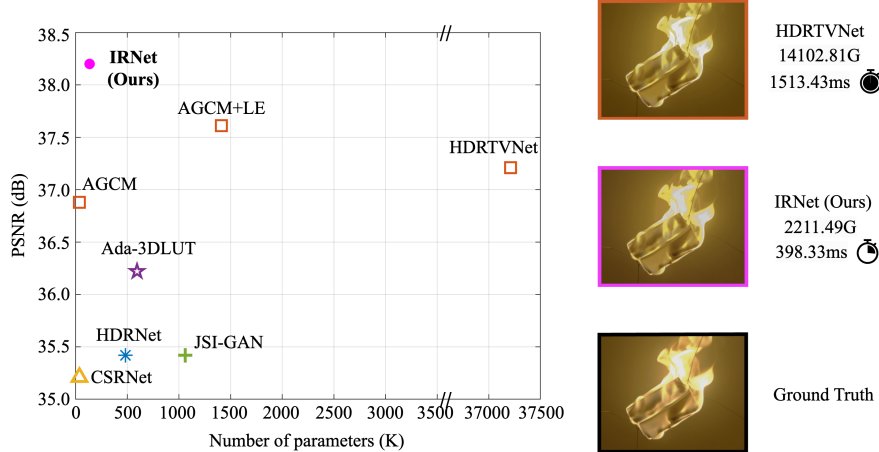 38.5
38.0
37.5
37.0
36.5
36.0
35.5
35.0
PSNR (dB)
0
500
1000
1500
2000
2500
3000
3500
37000
37500
Number of parameters (K)
//
//
IRNet
(Ours)
AGCM+LE
HDRTVNet
AGCM
Ada-3DLUT
HDRNet
JSI-GAN
CSRNet
HDRTVNet
14102.81G
1513.43ms
IRNet (Ours)
2211.49G
398.33ms
Ground Truth